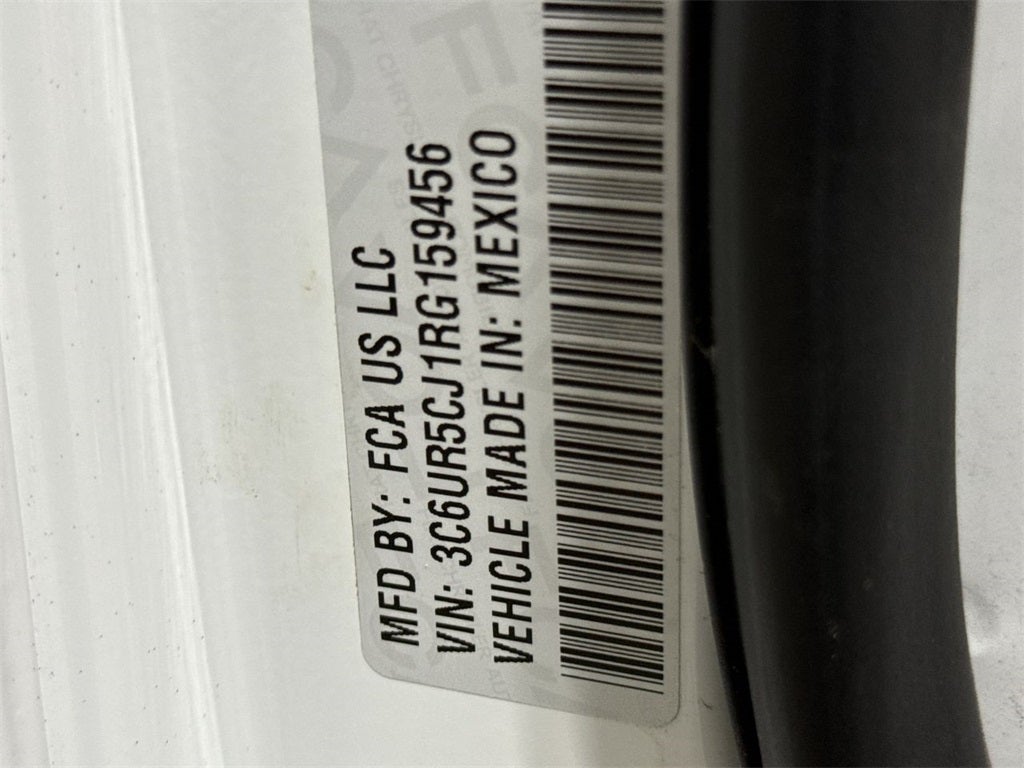 MFD BY: FCA US LLC
VIN: 3C6UR5CJ1RG159456
VEHICLE MADE IN: MEXICO